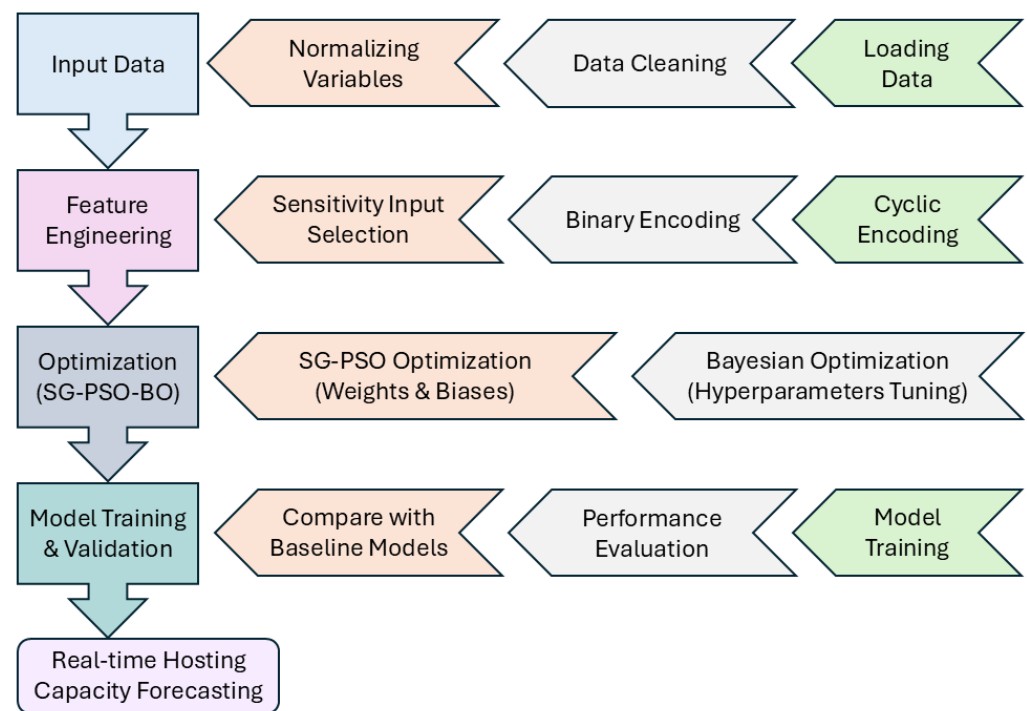 Input Data
Normalizing
Variables
Data Cleaning
Loading
Data
Feature
Engineering
Sensitivity Input
Selection
Binary Encoding
Cyclic
Encoding
Optimization
(SG-PSO-BO)
SG-PSO Optimization
(Weights & Biases)
Bayesian Optimization
(Hyperparameters Tuning)
Model Training
& Validation
Compare with
Baseline Models
Performance
Evaluation
Model
Training
Real-time Hosting
Capacity Forecasting